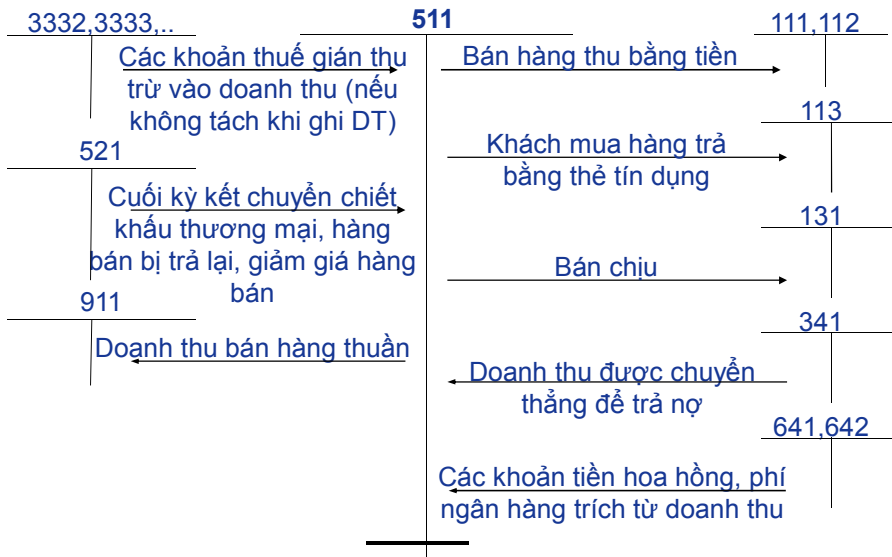 3332,3333,..
511
111,112
Các khoản thuế gián thu
trừ vào doanh thu (nếu
không tách khi ghi DT)
Bán hàng thu bằng tiền
113
Khách mua hàng trả
bằng thẻ tín dụng
521
Cuối kỳ kết chuyển chiết
khấu thương mại, hàng
bán bị trả lại, giảm giá hàng
bán
131
Bán chịu
911
Doanh thu bán hàng thuần
341
Doanh thu được chuyển
thẳng để trả nợ
641,642
Các khoản tiền hoa hồng, phí
ngân hàng trích từ doanh thu